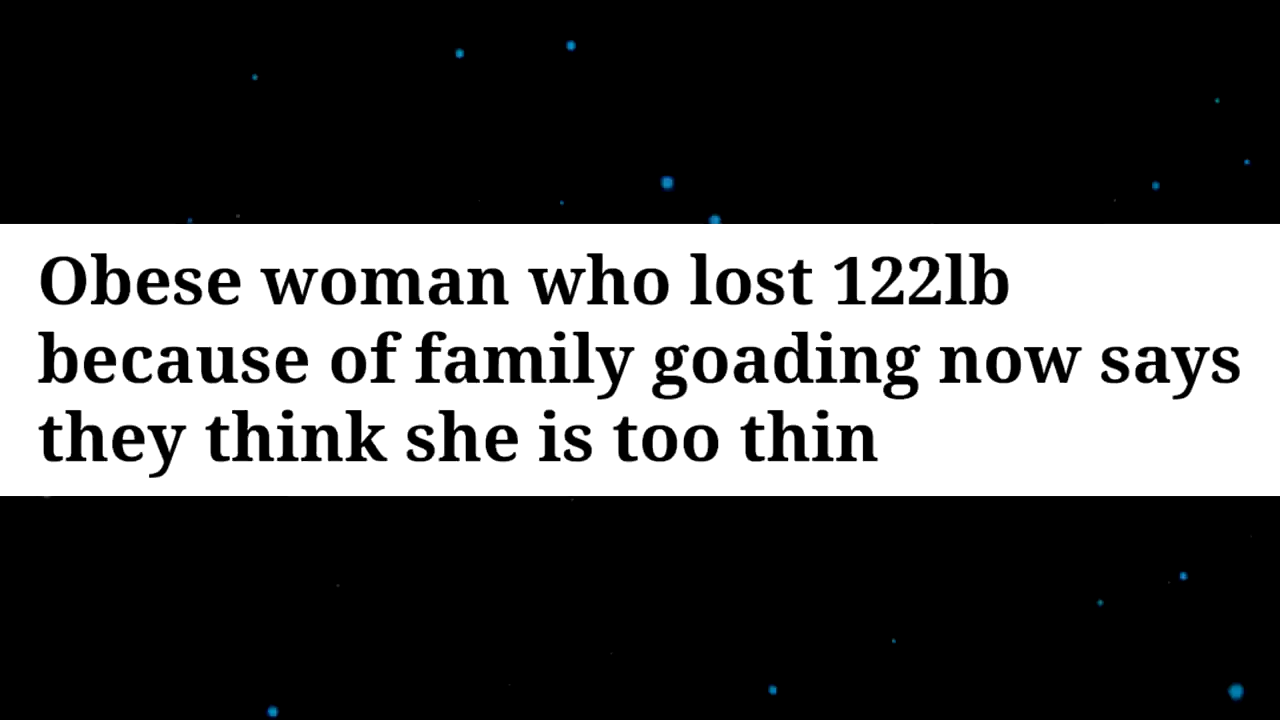 Obese woman who lost 122lb
because of family goading now says
they think she is too thin